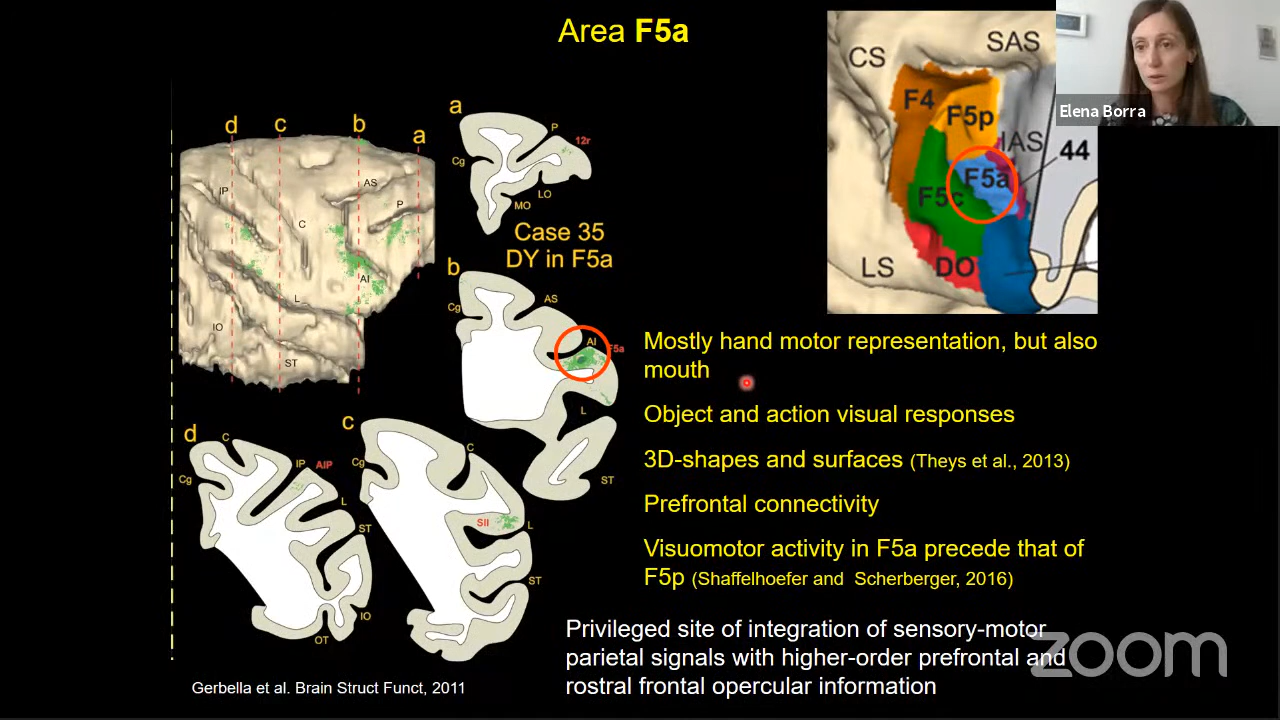 Area F5a
CS
SAS
F4
F5p
IAS
44
F5a
F5c
LS
DO
Elena Borra
d
c
b
a
IP
AS
P
C
AI
L
IO
ST
a
P
12r
Cg
LO
MO
Case 35
DY in F5a
b
AS
Cg
AI
F5a
L
ST
d
C
IP
AIP
Cg
L
ST
IO
OT
c
C
Cg
SII
L
ST
Mostly hand motor representation, but also
mouth
Object and action visual responses
3D-shapes and surfaces (Theys et al., 2013)
Prefrontal connectivity
Visuomotor activity in F5a precede that of
F5p (Shaffelhoefer and Scherberger, 2016)
Privileged site of integration of sensory-motor
parietal signals with higher-order prefrontal and
rostral frontal opercular information
Gerbella et al. Brain Struct Funct, 2011
zoom